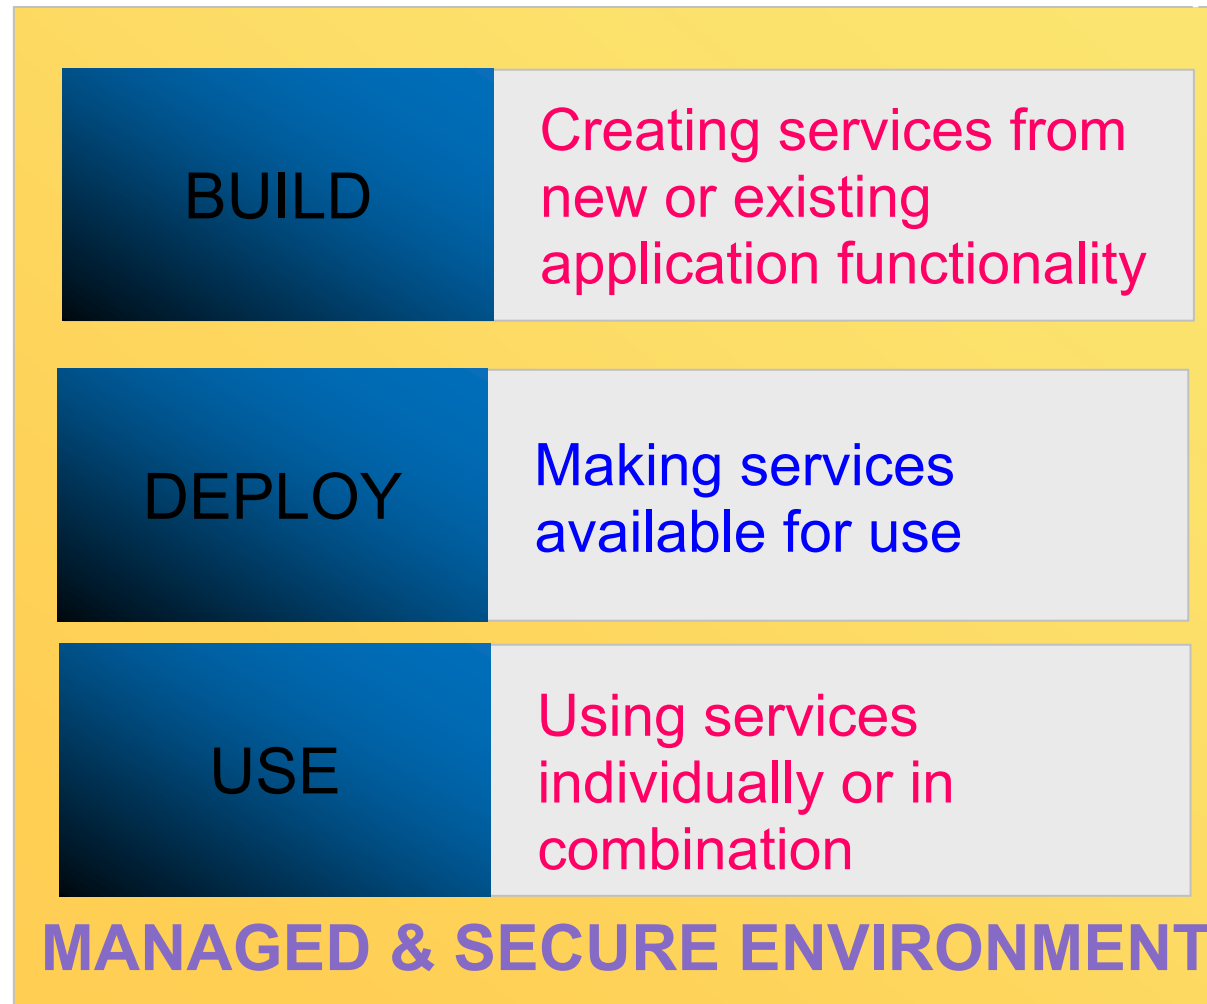 BUILD
Creating services from
new or existing
application functionality
DEPLOY
Making services
available for use
USE
Using services
individually or in
combination
MANAGED & SECURE ENVIRONMENT